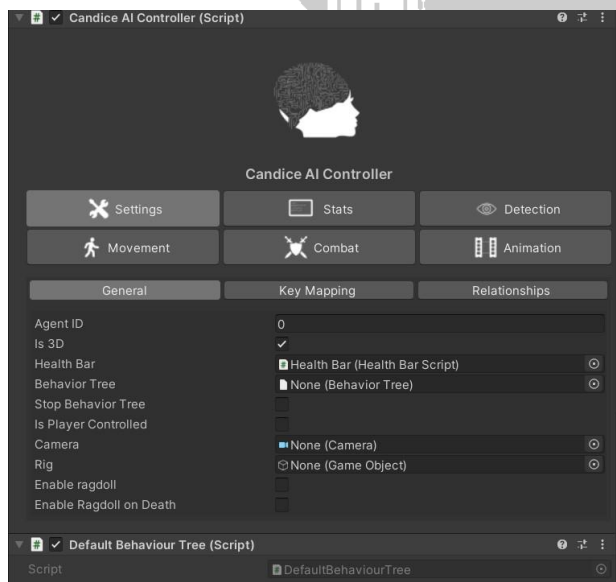 Candice AI Controller (Script)
Candice AI Controller
Settings Stats Detection
Movement Combat Animation
General Key Mapping Relationships
Agent ID 0
Is 3D
Health Bar Health Bar (Health Bar Script)
Behavior Tree None (Behavior Tree)
Stop Behavior Tree
Is Player Controlled
Camera None (Camera)
Rig None (Game Object)
Enable ragdoll
Enable Ragdoll on Death
Default Behaviour Tree (Script)
Script DefaultBehaviourTree